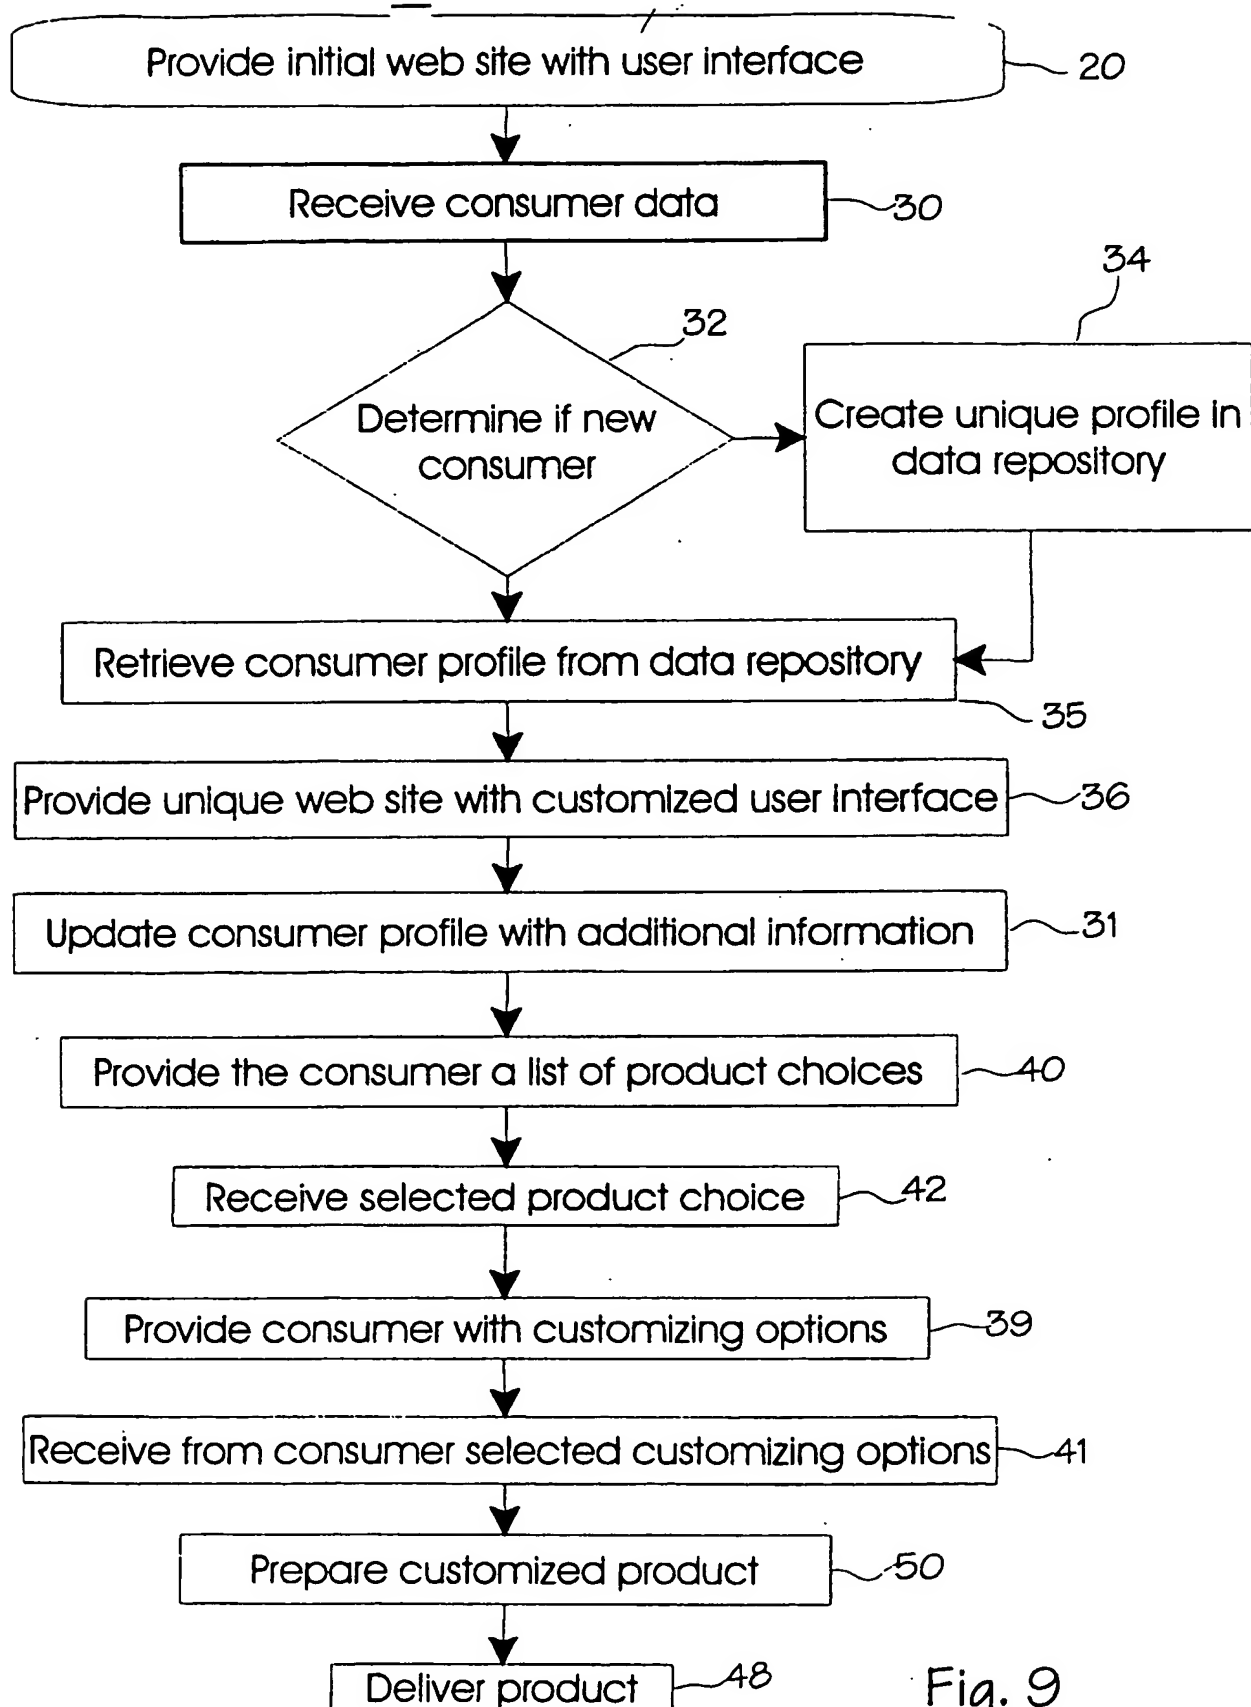 Provide initial web site with user interface
20
Receive consumer data
30
34
32
Determine if new
consumer
Create unique profile in
data repository
Retrieve consumer profile from data repository
35
Provide unique web site with customized user interface
36
Update consumer profile with additional information
31
Provide the consumer a list of product choices
40
Receive selected product choice
42
Provide consumer with customizing options
39
Receive from consumer selected customizing options
41
Prepare customized product
50
Deliver product
48
Fig. 9